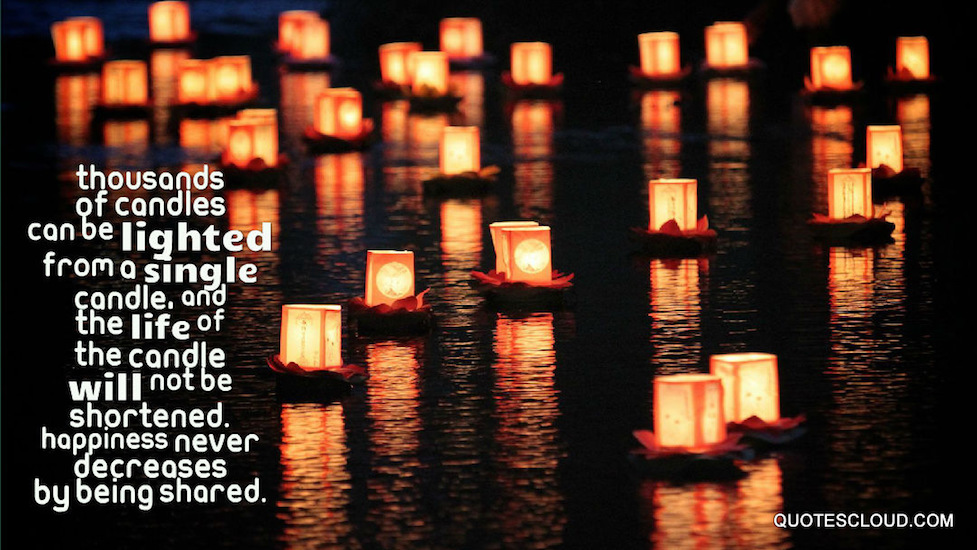 thousands
of candles
can be lighted
from a single
candle, and
the life of
the candle
will not be
shortened.
happiness never
decreases
by being shared.
QUOTESCLOUD.COM